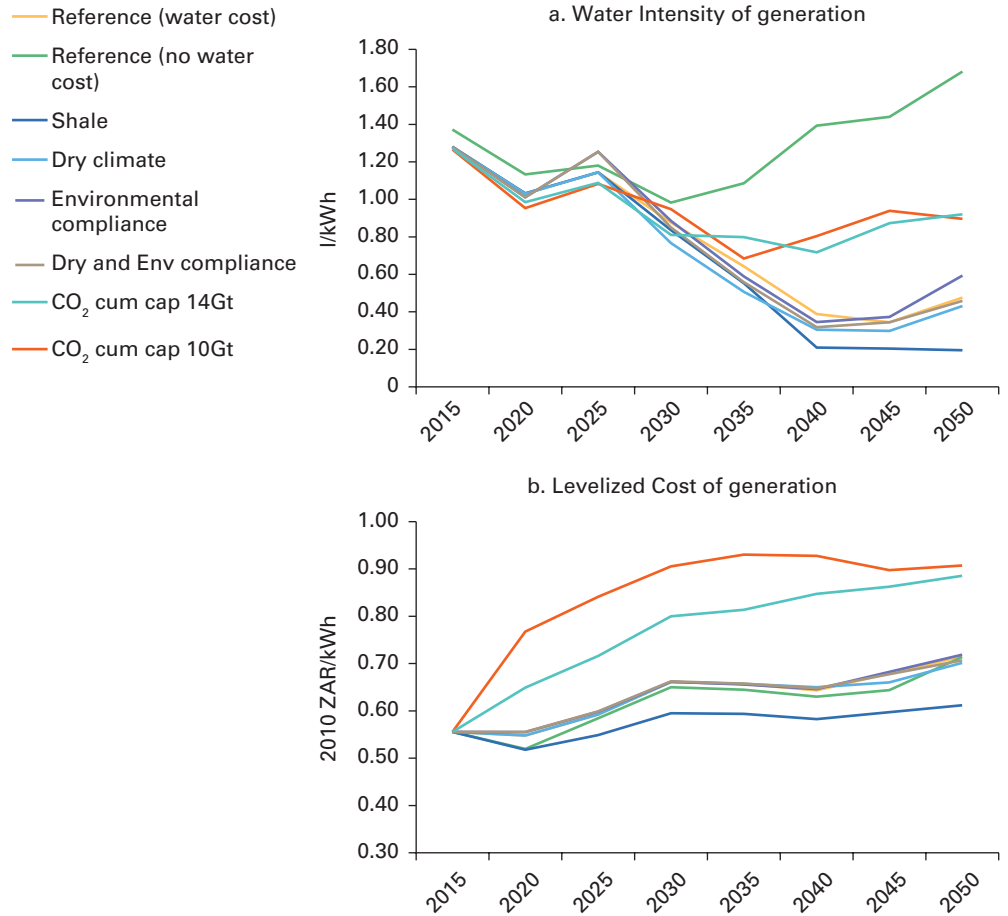 Reference (water cost)
Reference (no water
cost)
Shale
Dry climate
Environmental
compliance
Dry and Env compliance
CO₂ cum cap 14Gt
CO₂ cum cap 10Gt
a. Water Intensity of generation
l/kWh
1.80
1.60
1.40
1.20
1.00
0.80
0.60
0.40
0.20
0
2015
2020
2025
2030
2035
2040
2045
2050
b. Levelized Cost of generation
2010 ZAR/kWh
1.00
0.90
0.80
0.70
0.60
0.50
0.40
0.30
2015
2020
2025
2030
2035
2040
2045
2050